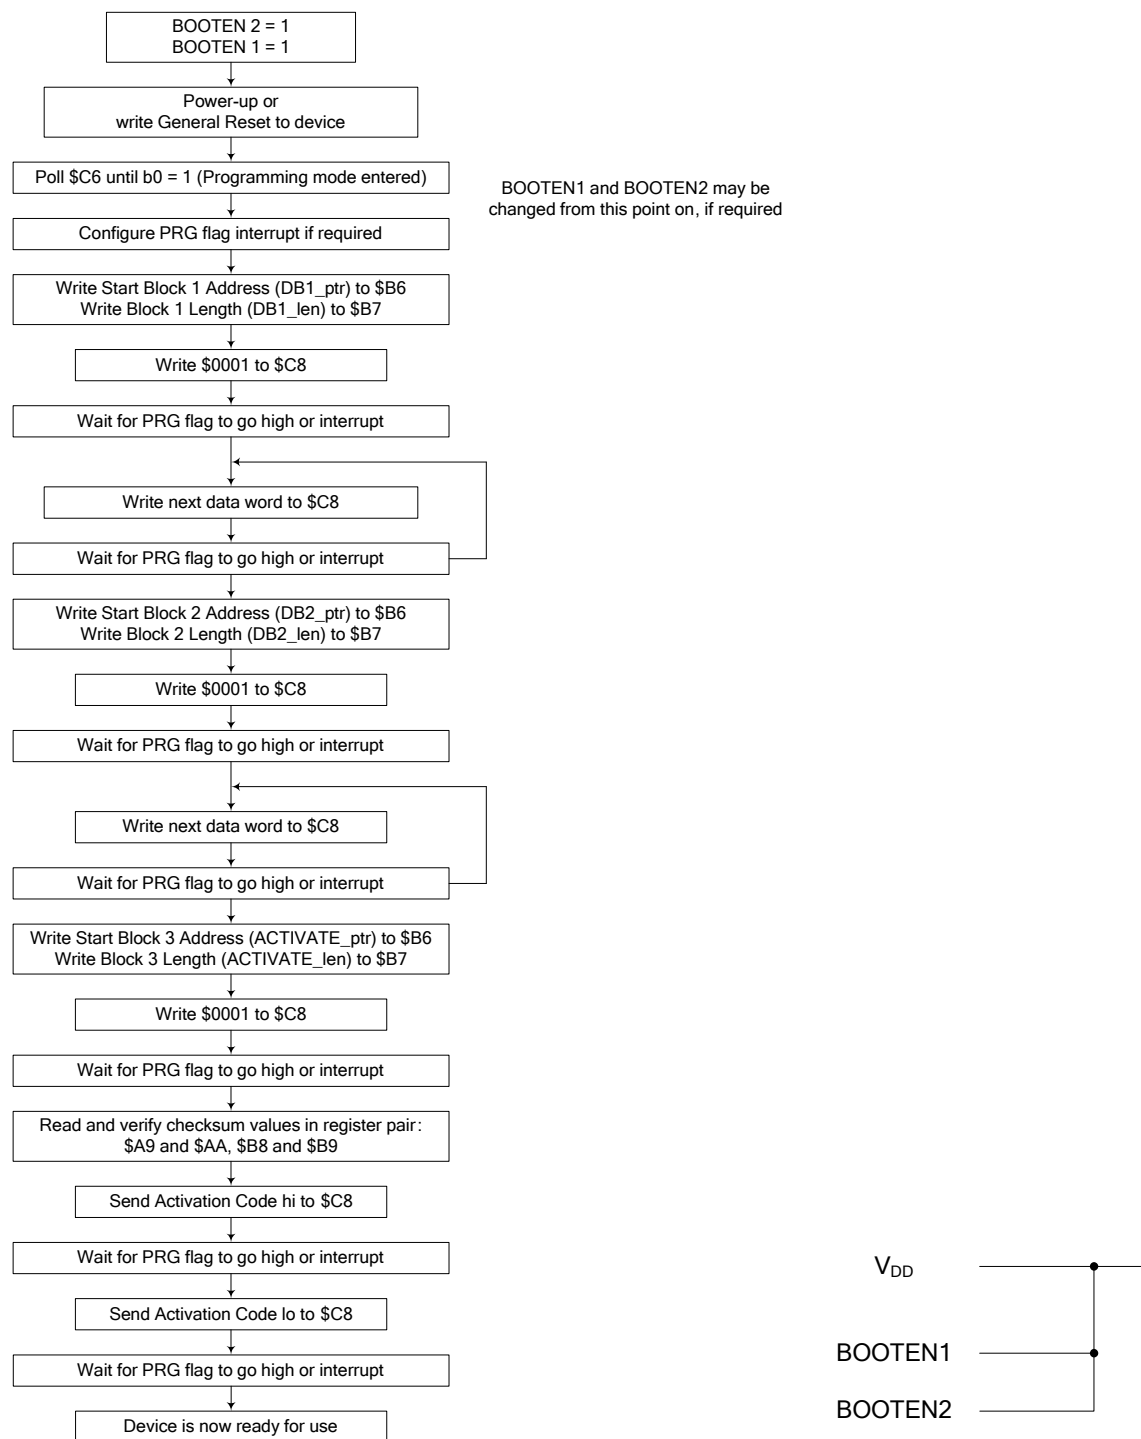 BOOTEN 2 = 1
BOOTEN 1 = 1
Power-up or
write General Reset to device
Poll $C6 until b0 = 1 (Programming mode entered)
BOOTEN1 and BOOTEN2 may be
changed from this point on, if required
Configure PRG flag interrupt if required
Write Start Block 1 Address (DB1_ptr) to $B6
Write Block 1 Length (DB1_len) to $B7
Write $0001 to $C8
Wait for PRG flag to go high or interrupt
Write next data word to $C8
Wait for PRG flag to go high or interrupt
Write Start Block 2 Address (DB2_ptr) to $B6
Write Block 2 Length (DB2_len) to $B7
Write $0001 to $C8
Wait for PRG flag to go high or interrupt
Write next data word to $C8
Wait for PRG flag to go high or interrupt
Write Start Block 3 Address (ACTIVATE_ptr) to $B6
Write Block 3 Length (ACTIVATE_len) to $B7
Write $0001 to $C8
Wait for PRG flag to go high or interrupt
Read and verify checksum values in register pair:
$A9 and $AA, $B8 and $B9
Send Activation Code hi to $C8
Wait for PRG flag to go high or interrupt
Send Activation Code lo to $C8
Wait for PRG flag to go high or interrupt
Device is now ready for use
VDD
BOOTEN1
BOOTEN2